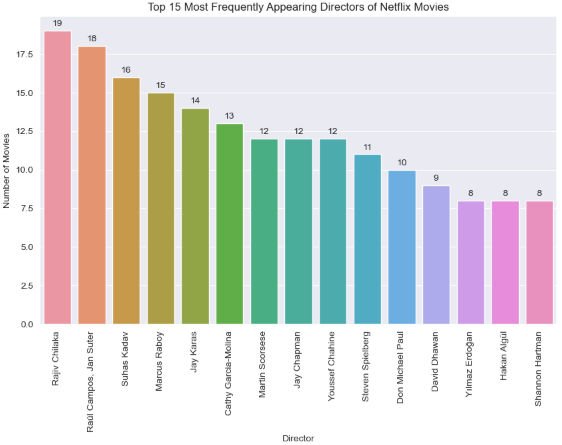 Top 15 Most Frequently Appearing Directors of Netflix Movies
19
18
16
15
14
13
12
12
12
11
10
9
8
8
8
17.5
15.0
12.5
10.0
7.5
5.0
2.5
0.0
Number of Movies
Rajiv Chilaka
Raúl Campos, Jan Suter
Suhas Kadav
Marcus Raboy
Jay Karas
Cathy Garcia-Molina
Martin Scorsese
Jay Chapman
Youssef Chahine
Steven Spielberg
Don Michael Paul
David Dhawan
Yılmaz Erdoğan
Hakan Algül
Shannon Hartman
Director